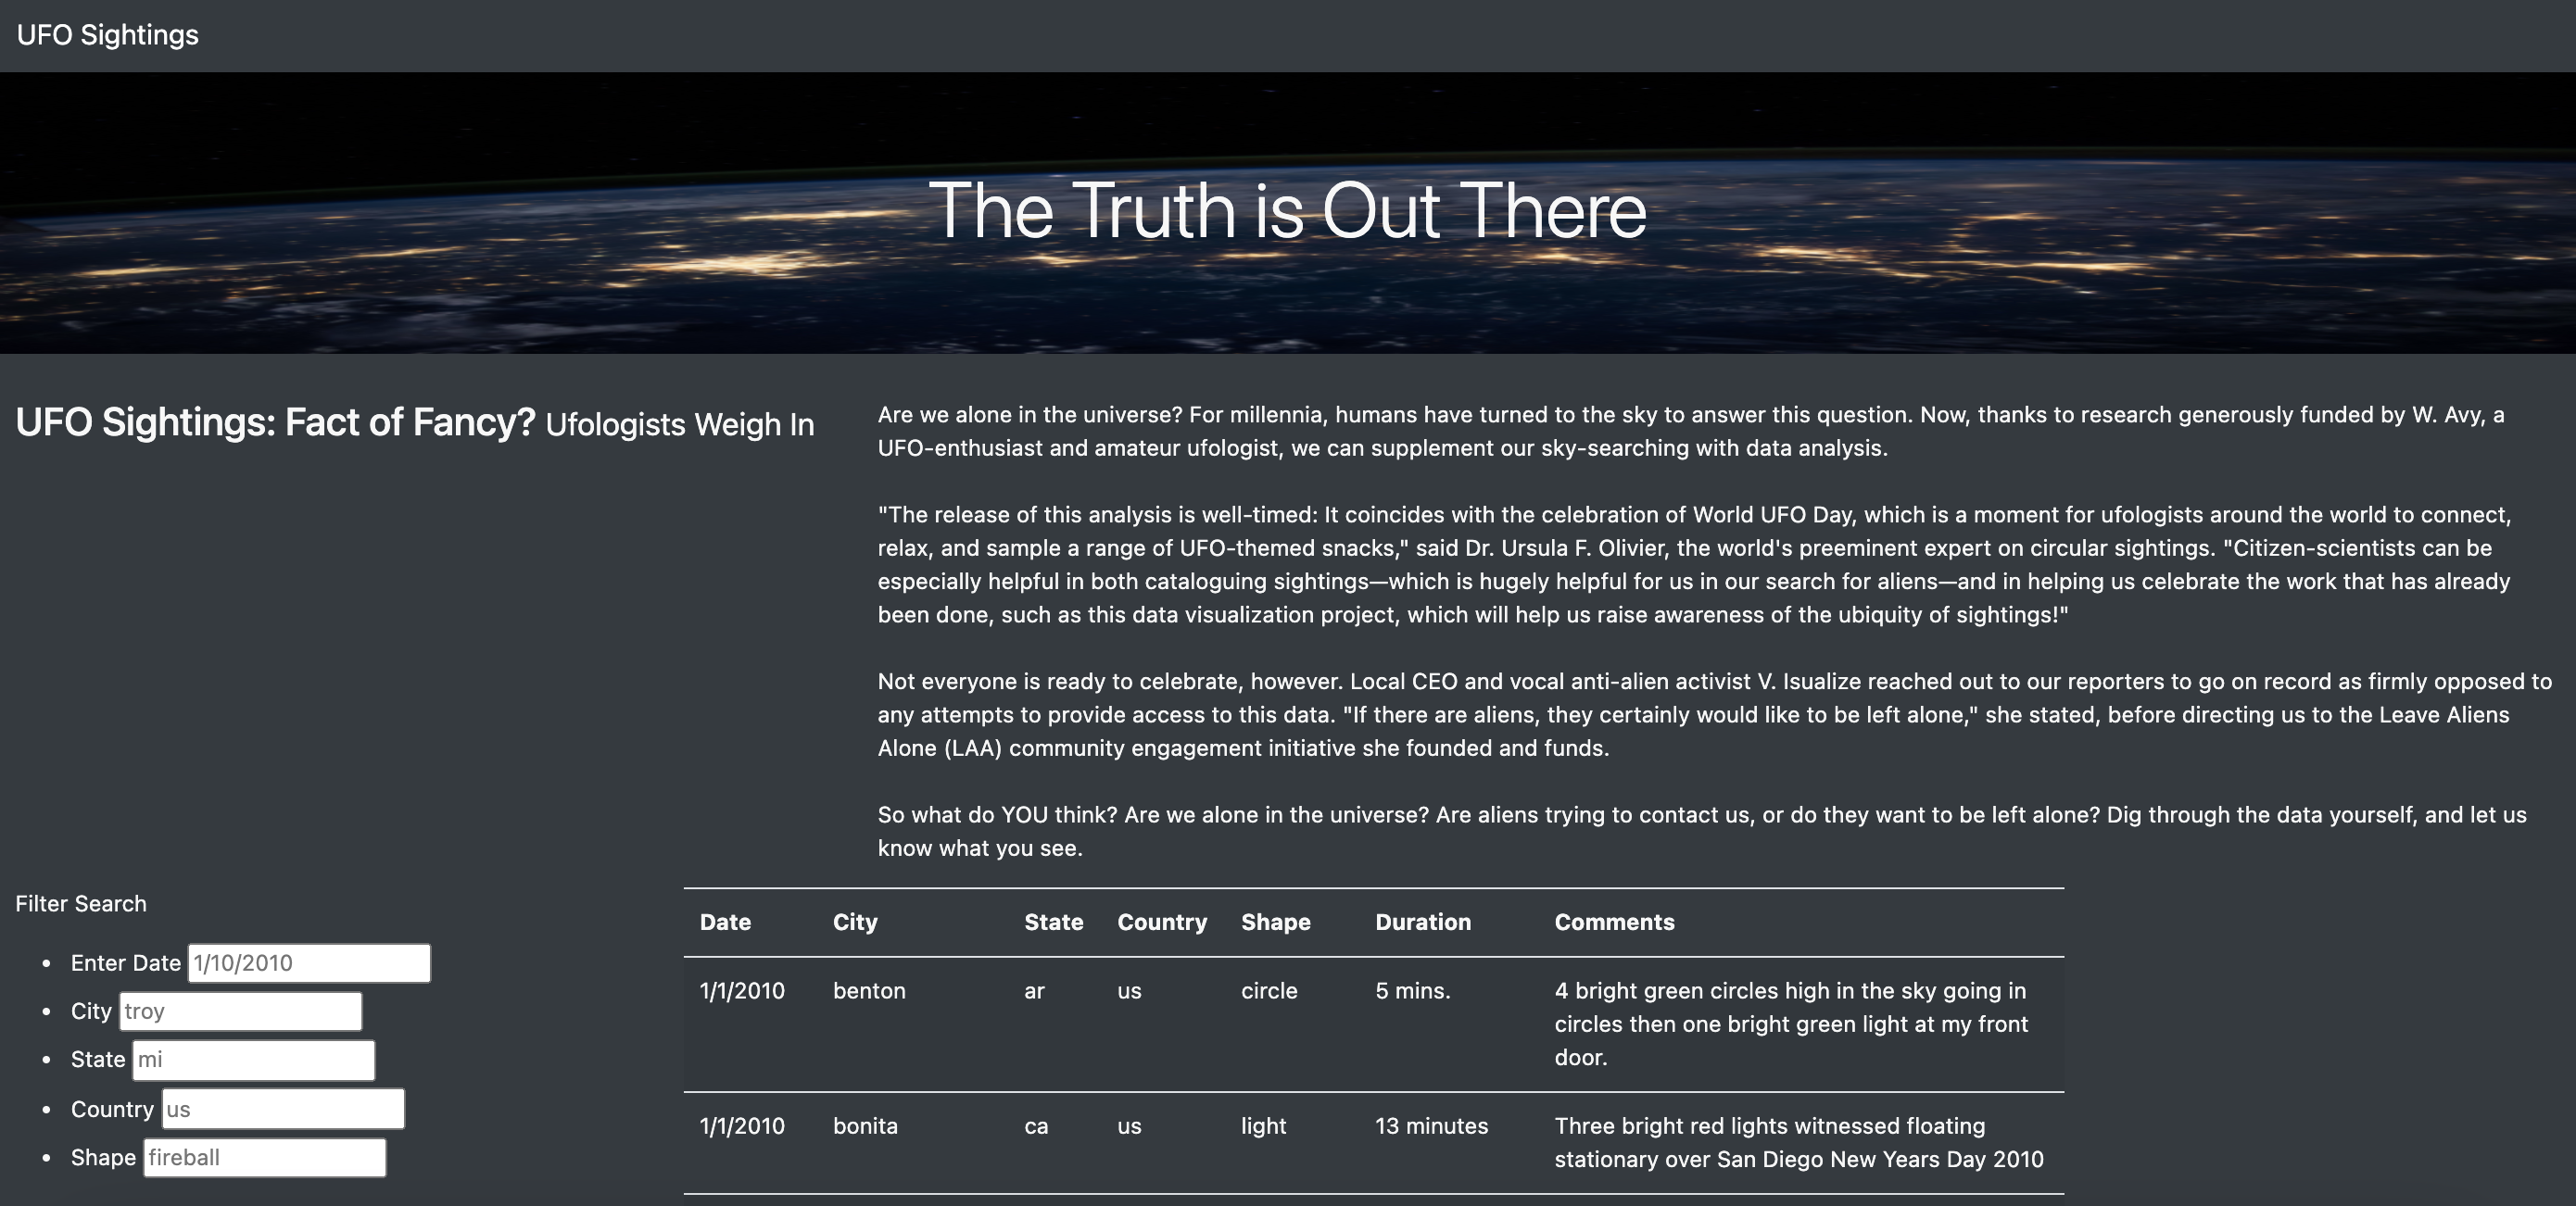 UFO Sightings
The Truth is Out There
UFO Sightings: Fact of Fancy? Ufologists Weigh In
Are we alone in the universe? For millennia, humans have turned to the sky to answer this question. Now, thanks to research generously funded by W. Avy, a
UFO-enthusiast and amateur ufologist, we can supplement our sky-searching with data analysis.
"The release of this analysis is well-timed: It coincides with the celebration of World UFO Day, which is a moment for ufologists around the world to connect,
relax, and sample a range of UFO-themed snacks," said Dr. Ursula F. Olivier, the world's preeminent expert on circular sightings. "Citizen-scientists can be
especially helpful in both cataloguing sightings—which is hugely helpful for us in our search for aliens—and in helping us celebrate the work that has already
been done, such as this data visualization project, which will help us raise awareness of the ubiquity of sightings!"
Not everyone is ready to celebrate, however. Local CEO and vocal anti-alien activist V. Isualize reached out to our reporters to go on record as firmly opposed to
any attempts to provide access to this data. "If there are aliens, they certainly would like to be left alone," she stated, before directing us to the Leave Aliens
Alone (LAA) community engagement initiative she founded and funds.
So what do YOU think? Are we alone in the universe? Are aliens trying to contact us, or do they want to be left alone? Dig through the data yourself, and let us
know what you see.
Filter Search
• Enter Date 1/10/2010
• City troy
• State mi
• Country us
• Shape fireball
Date City State Country Shape Duration Comments
1/1/2010 benton ar us circle 5 mins. 4 bright green circles high in the sky going in
circles then one bright green light at my front
door.
1/1/2010 bonita ca us light 13 minutes Three bright red lights witnessed floating
stationary over San Diego New Years Day 2010